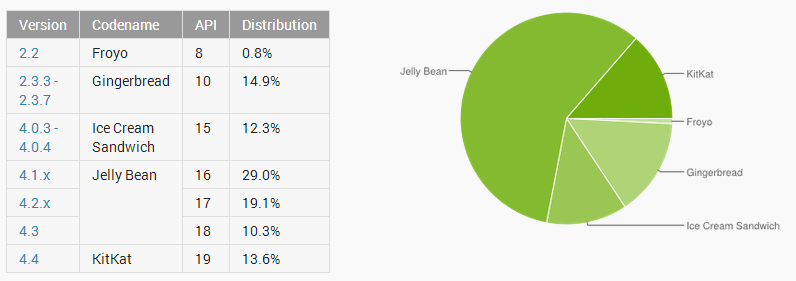 Version Codename API Distribution
2.2 Froyo 8 0.8%
2.3.3 - Gingerbread 10 14.9%
2.3.7
4.0.3 - Ice Cream 15 12.3%
4.0.4 Sandwich
4.1.x Jelly Bean 16 29.0%
4.2.x 17 19.1%
4.3 18 10.3%
4.4 KitKat 19 13.6%
Jelly Bean
KitKat
Froyo
Gingerbread
Ice Cream Sandwich